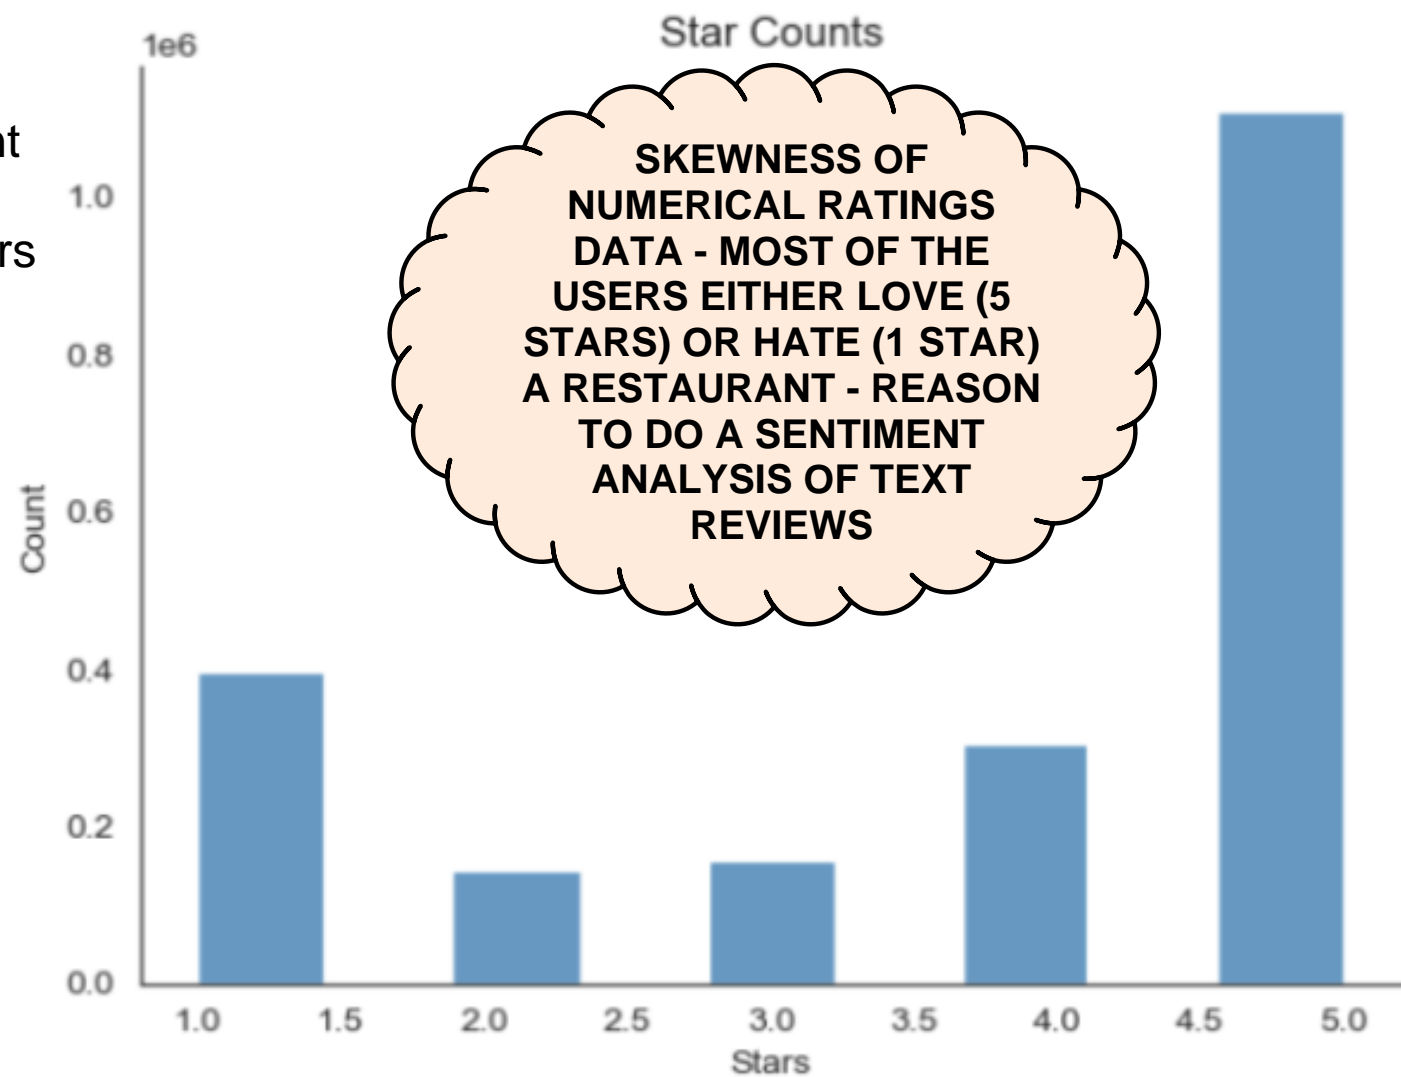 Star Counts
1e6
nt
rs
SKEWNESS OF
NUMERICAL RATINGS
DATA - MOST OF THE
USERS EITHER LOVE (5
STARS) OR HATE (1 STAR)
A RESTAURANT - REASON
TO DO A SENTIMENT
ANALYSIS OF TEXT
REVIEWS
1.0
0.8
0.6
0.4
0.2
0.0
Count
1.0 1.5 2.0 2.5 3.0 3.5 4.0 4.5 5.0
Stars